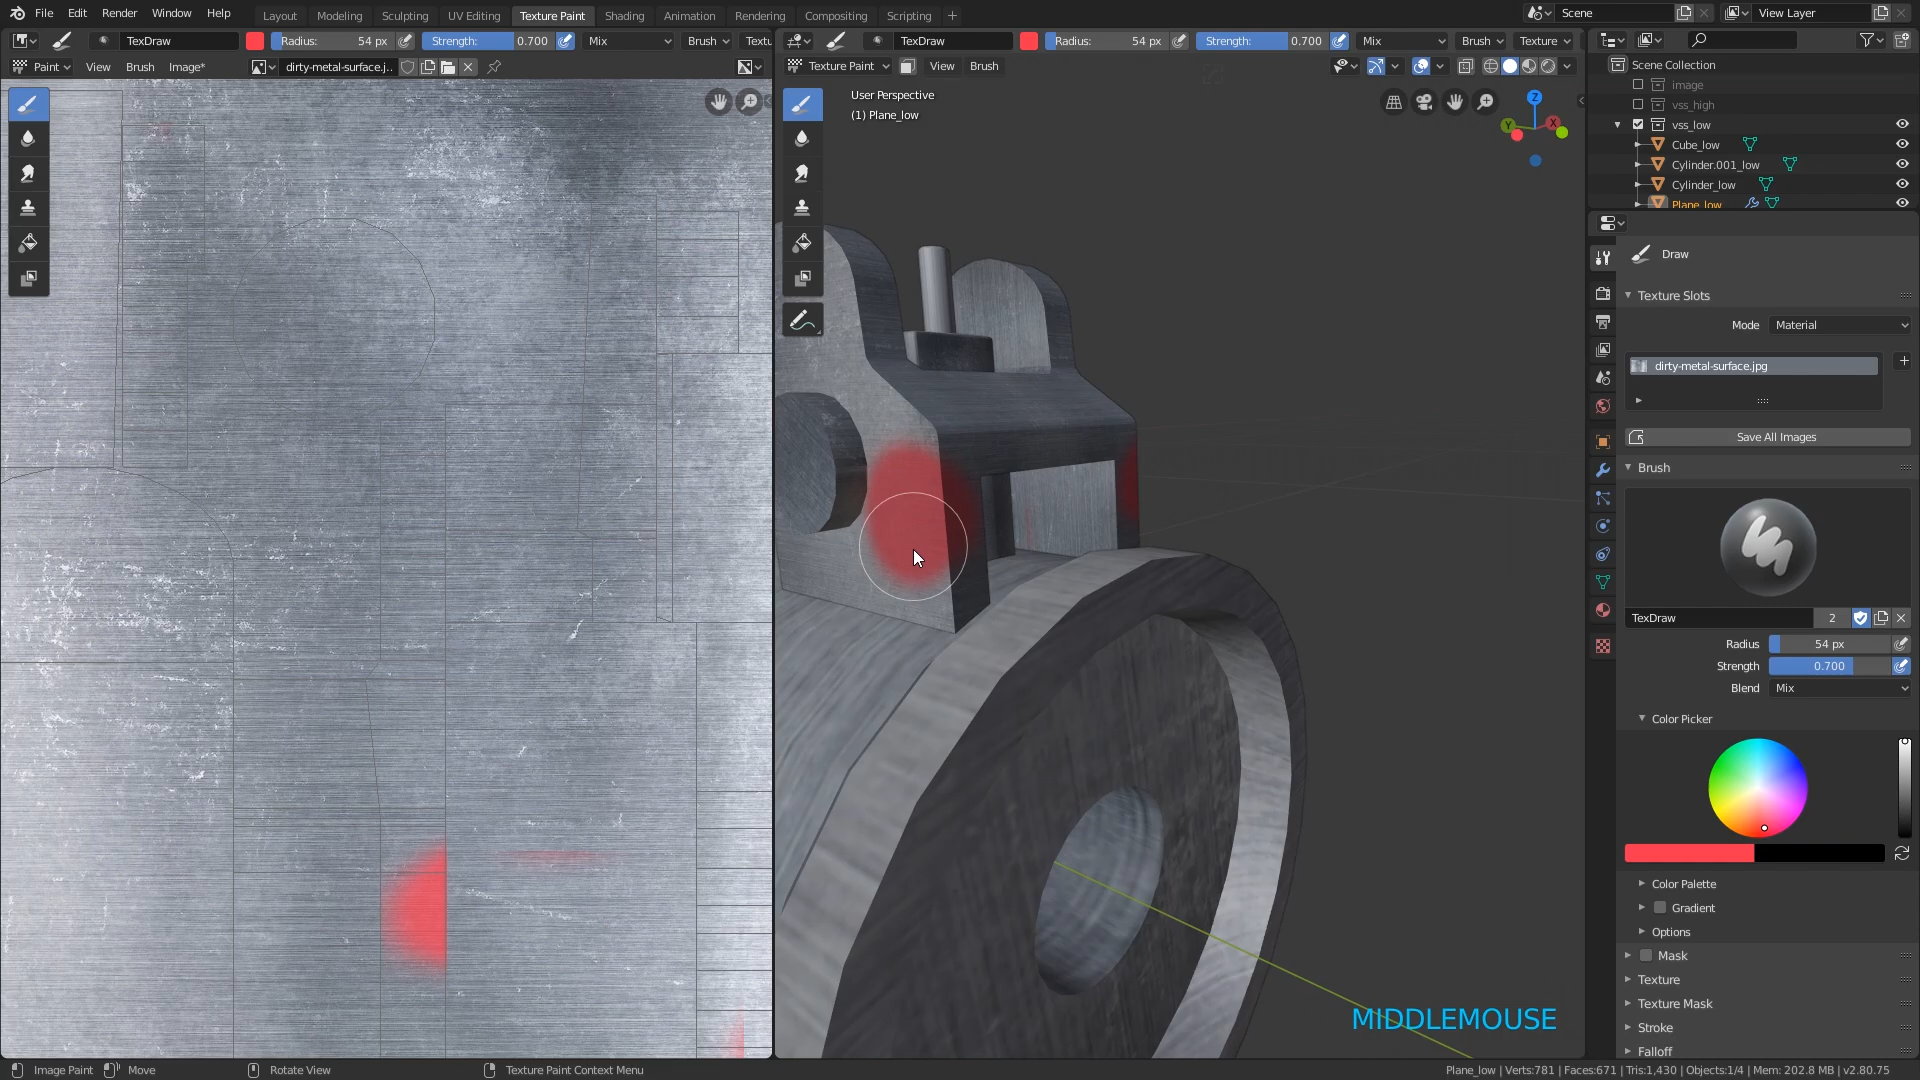 File Edit Render Window Help Layout Modeling Sculpting UV Editing Texture Paint Shading Animation Rendering Compositing Scripting + Scene View Layer
TexDraw Radius: 54 px Strength: 0.700 Mix Brush Textu
TexDraw Radius: 54 px Strength: 0.700 Mix Brush Texture
Paint View Brush Image* dirty-metal-surface.j..
Texture Paint View Brush
User Perspective
(1) Plane_low
Z
Y
X
Scene Collection
image
vss_high
vss_low
Cube_low
Cylinder.001_low
Cylinder_low
Plane_low
Draw
Texture Slots
Mode Material
dirty-metal-surface.jpg
Save All Images
Brush
TexDraw 2
Radius 54 px
Strength 0.700
Blend Mix
Color Picker
Color Palette
Gradient
Options
Mask
Texture
Texture Mask
Stroke
Falloff
MIDDLEMOUSE
Image Paint Move Rotate View Texture Paint Context Menu Plane_low | Verts:781 | Faces:671 | Tris:1,430 | Objects:1/4 | Mem: 202.8 MB | v2.80.75